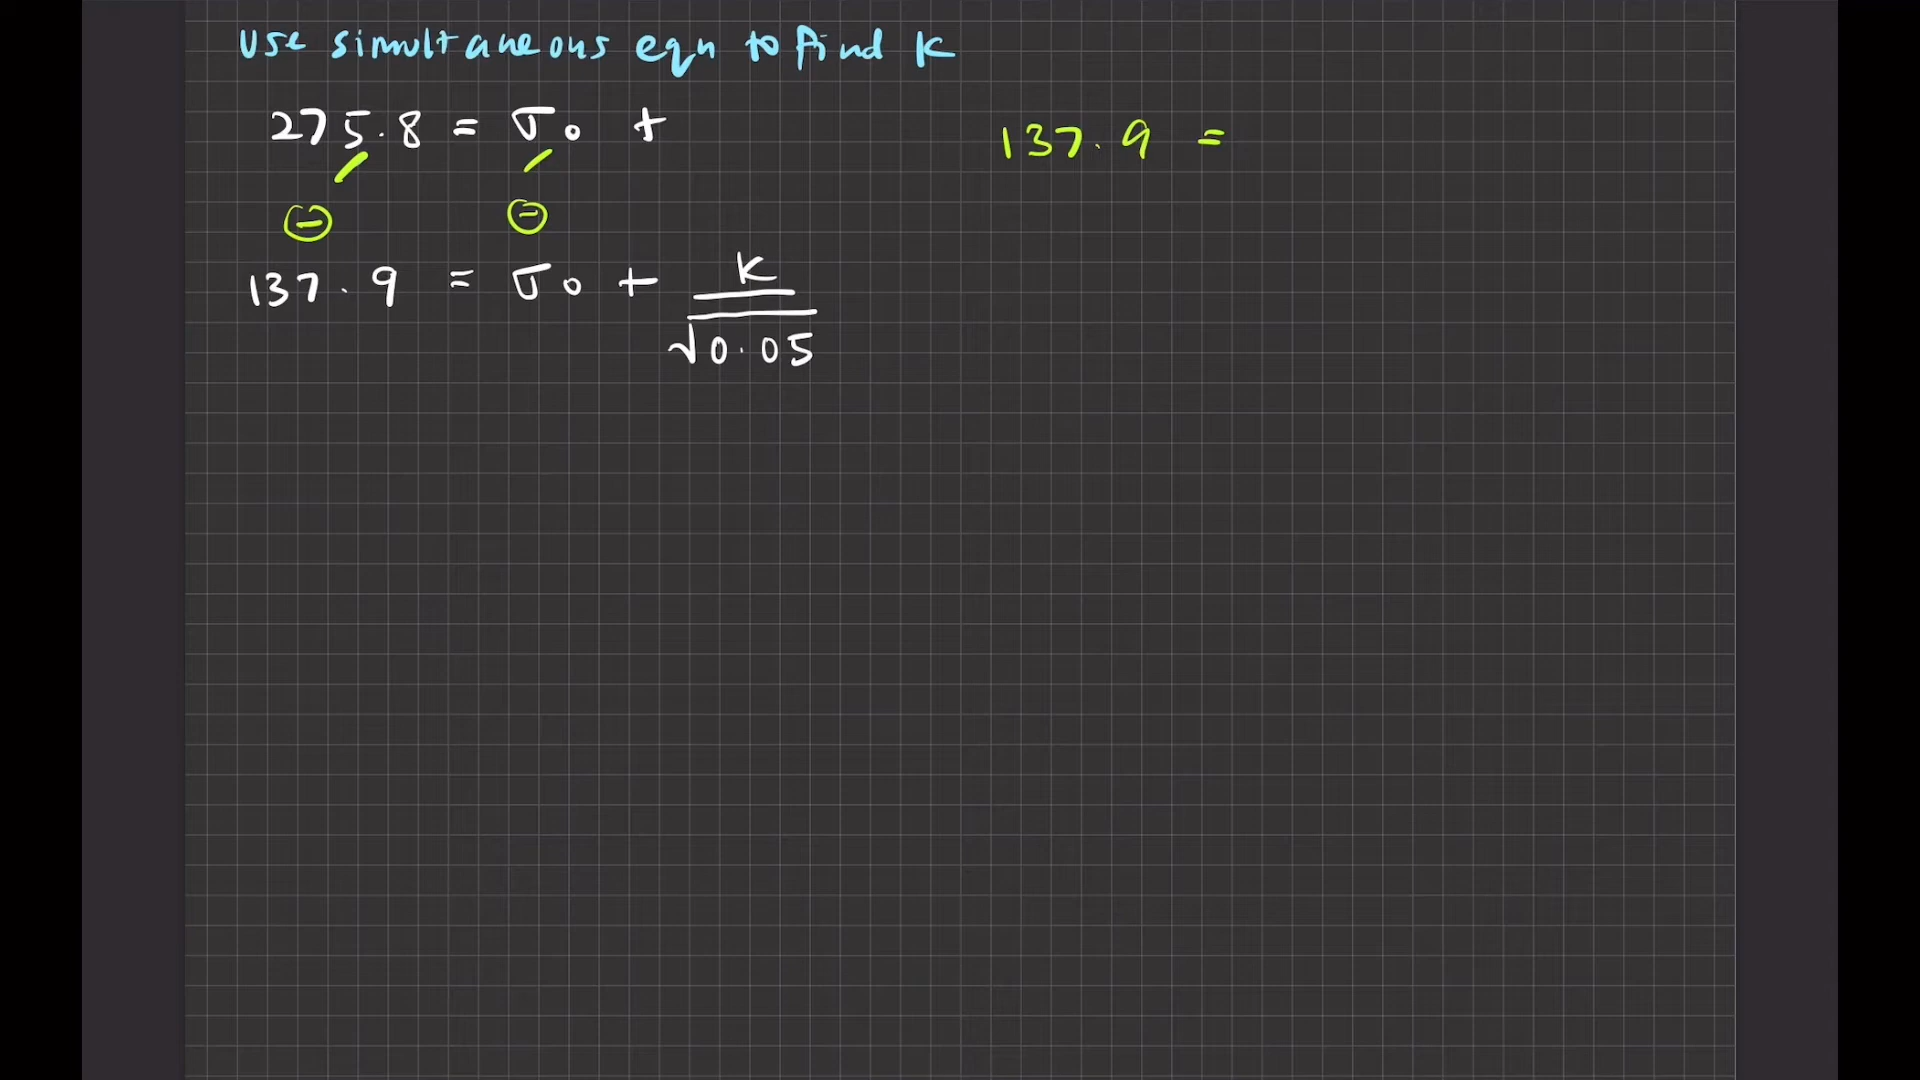 Use simultaneous eqn to find K
275.8 = σ₀ +
⊖ ⊖
137.9 = σ₀ + K / √0.05
137.9 =